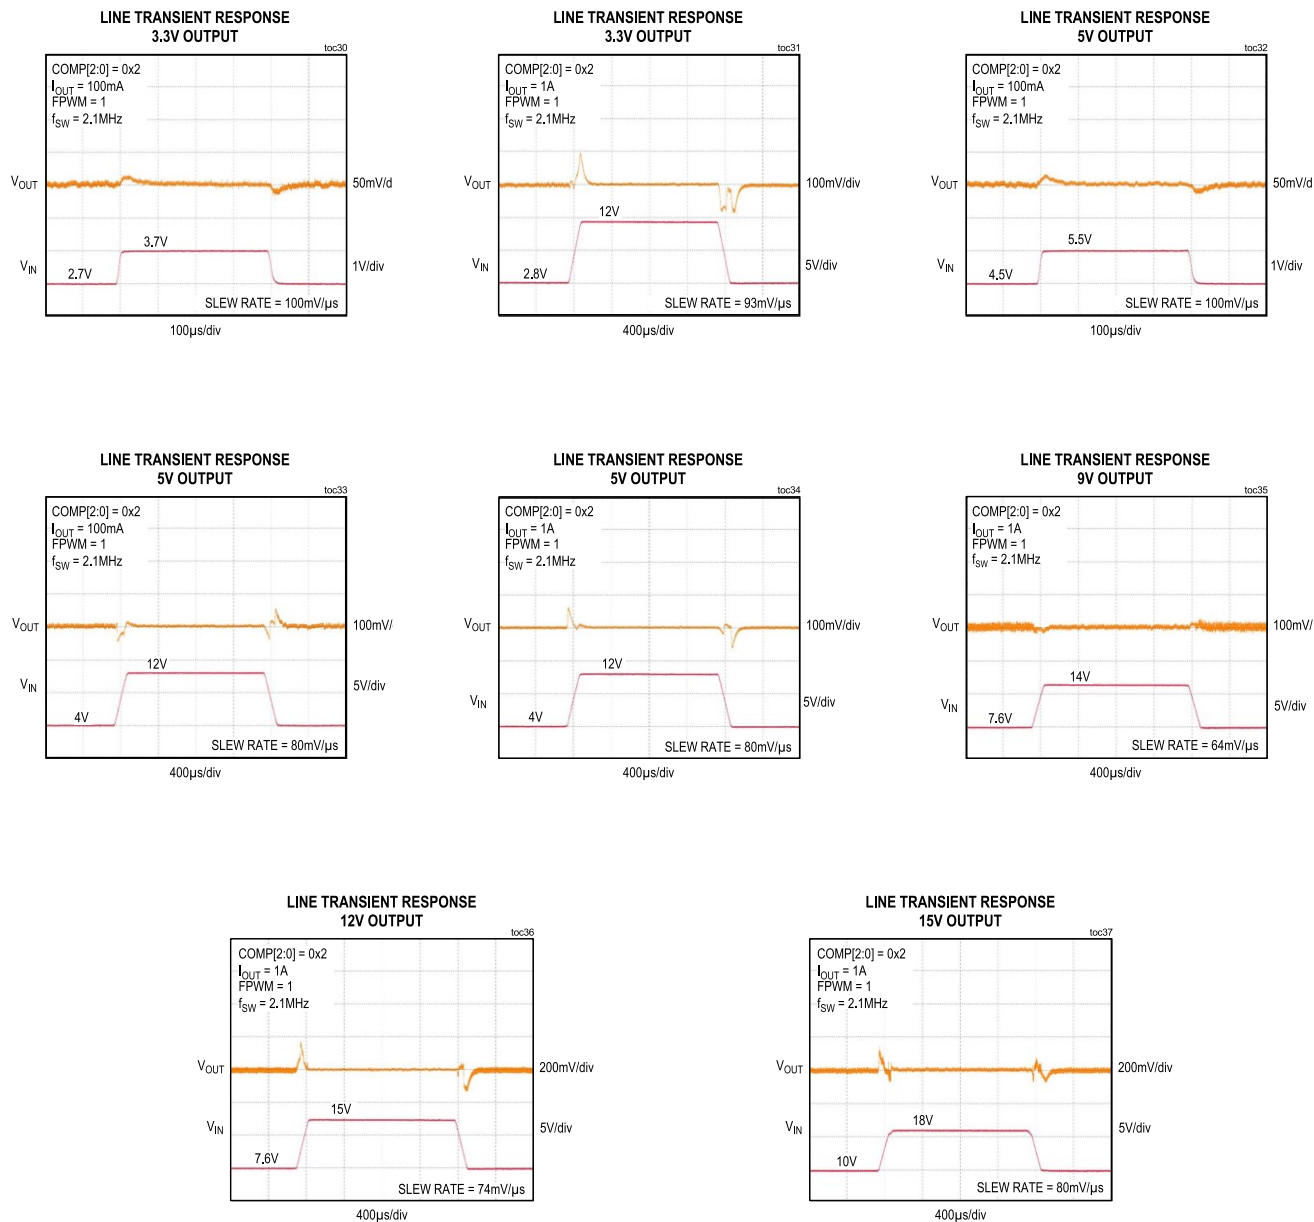 LINE TRANSIENT RESPONSE
3.3V OUTPUT
toc30
COMP[2:0] = 0x2
IOUT = 100mA
FPWM = 1
fSW = 2.1MHz
VOUT
50mV/d
3.7V
VIN
2.7V
1V/div
SLEW RATE = 100mV/µs
100µs/div
LINE TRANSIENT RESPONSE
3.3V OUTPUT
toc31
COMP[2:0] = 0x2
IOUT = 1A
FPWM = 1
fSW = 2.1MHz
VOUT
100mV/div
12V
VIN
2.8V
5V/div
SLEW RATE = 93mV/µs
400µs/div
LINE TRANSIENT RESPONSE
5V OUTPUT
toc32
COMP[2:0] = 0x2
IOUT = 100mA
FPWM = 1
fSW = 2.1MHz
VOUT
50mV/d
5.5V
VIN
4.5V
1V/div
SLEW RATE = 100mV/µs
100µs/div
LINE TRANSIENT RESPONSE
5V OUTPUT
toc33
COMP[2:0] = 0x2
IOUT = 100mA
FPWM = 1
fSW = 2.1MHz
VOUT
100mV/
12V
VIN
5V/div
4V
SLEW RATE = 80mV/µs
400µs/div
LINE TRANSIENT RESPONSE
5V OUTPUT
toc34
COMP[2:0] = 0x2
IOUT = 1A
FPWM = 1
fSW = 2.1MHz
VOUT
100mV/div
12V
VIN
5V/div
4V
SLEW RATE = 80mV/µs
400µs/div
LINE TRANSIENT RESPONSE
9V OUTPUT
toc35
COMP[2:0] = 0x2
IOUT = 1A
FPWM = 1
fSW = 2.1MHz
VOUT
100mV/
14V
VIN
5V/div
7.6V
SLEW RATE = 64mV/µs
400µs/div
LINE TRANSIENT RESPONSE
12V OUTPUT
toc36
COMP[2:0] = 0x2
IOUT = 1A
FPWM = 1
fSW = 2.1MHz
VOUT
200mV/div
15V
VIN
5V/div
7.6V
SLEW RATE = 74mV/µs
400µs/div
LINE TRANSIENT RESPONSE
15V OUTPUT
toc37
COMP[2:0] = 0x2
IOUT = 1A
FPWM = 1
fSW = 2.1MHz
VOUT
200mV/div
18V
VIN
5V/div
10V
SLEW RATE = 80mV/µs
400µs/div